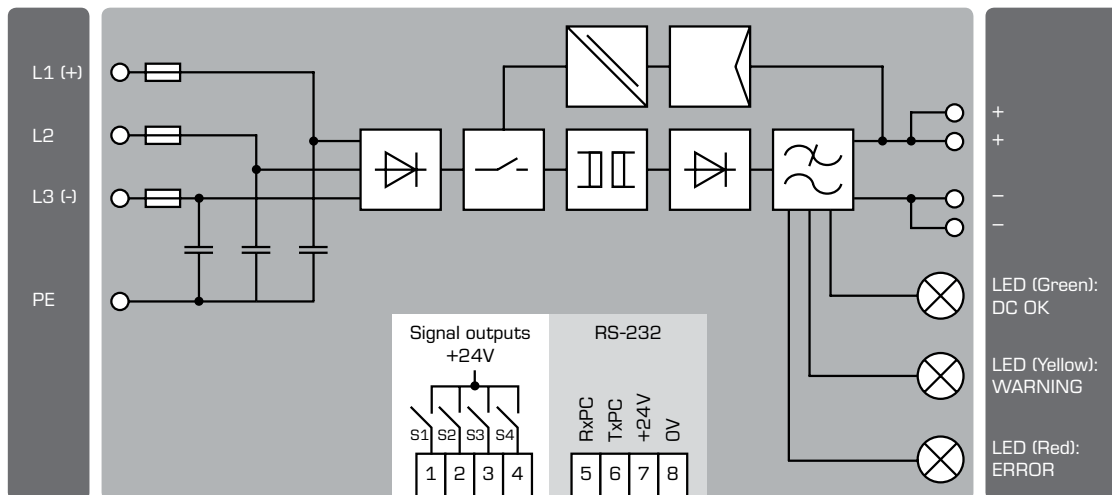 L1 (+)
L2
L3 (-)
PE
+
+
–
–
LED (Green):
DC OK
LED (Yellow):
WARNING
LED (Red):
ERROR
Signal outputs
+24V
S1 S2 S3 S4
1 2 3 4
RS-232
RxPC
TxPC
+24V
0V
5 6 7 8